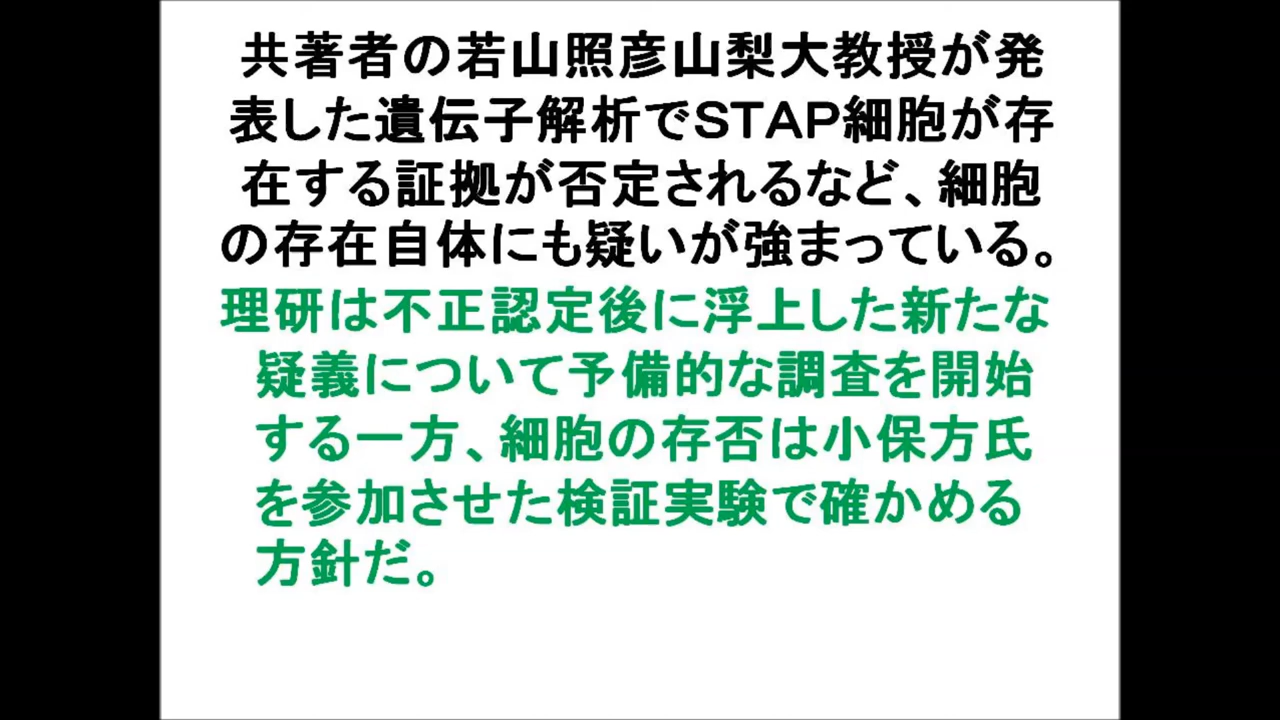 共著者の若山照彦山梨大教授が発
表した遺伝子解析でSTAP細胞が存
在する証拠が否定されるなど、細胞
の存在自体にも疑いが強まっている。
理研は不正認定後に浮上した新たな
疑義について予備的な調査を開始
する一方、細胞の存否は小保方氏
を参加させた検証実験で確かめる
方針だ。